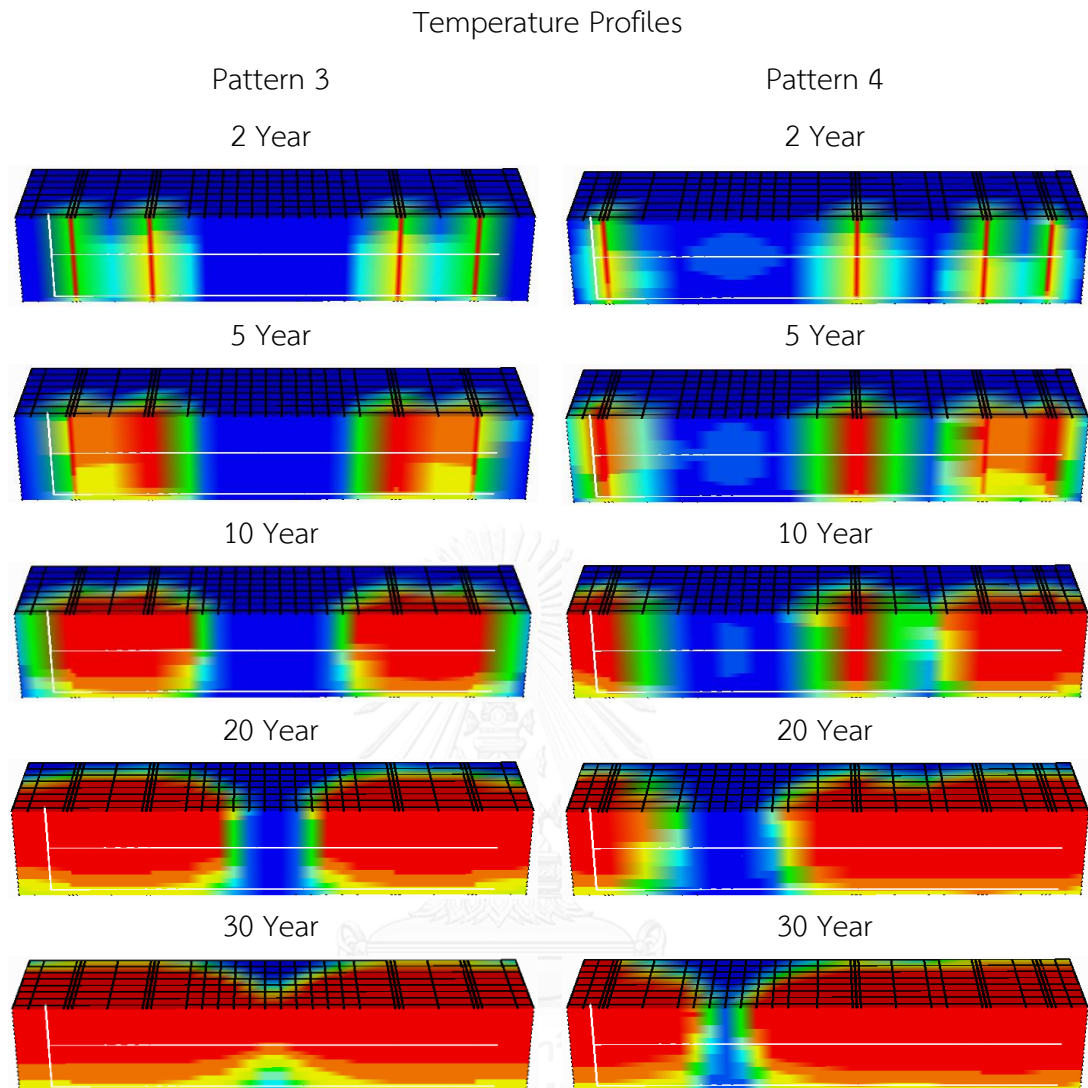 Temperature Profiles
Pattern 3 Pattern 4
2 Year 2 Year
5 Year 5 Year
10 Year 10 Year
20 Year 20 Year
30 Year 30 Year